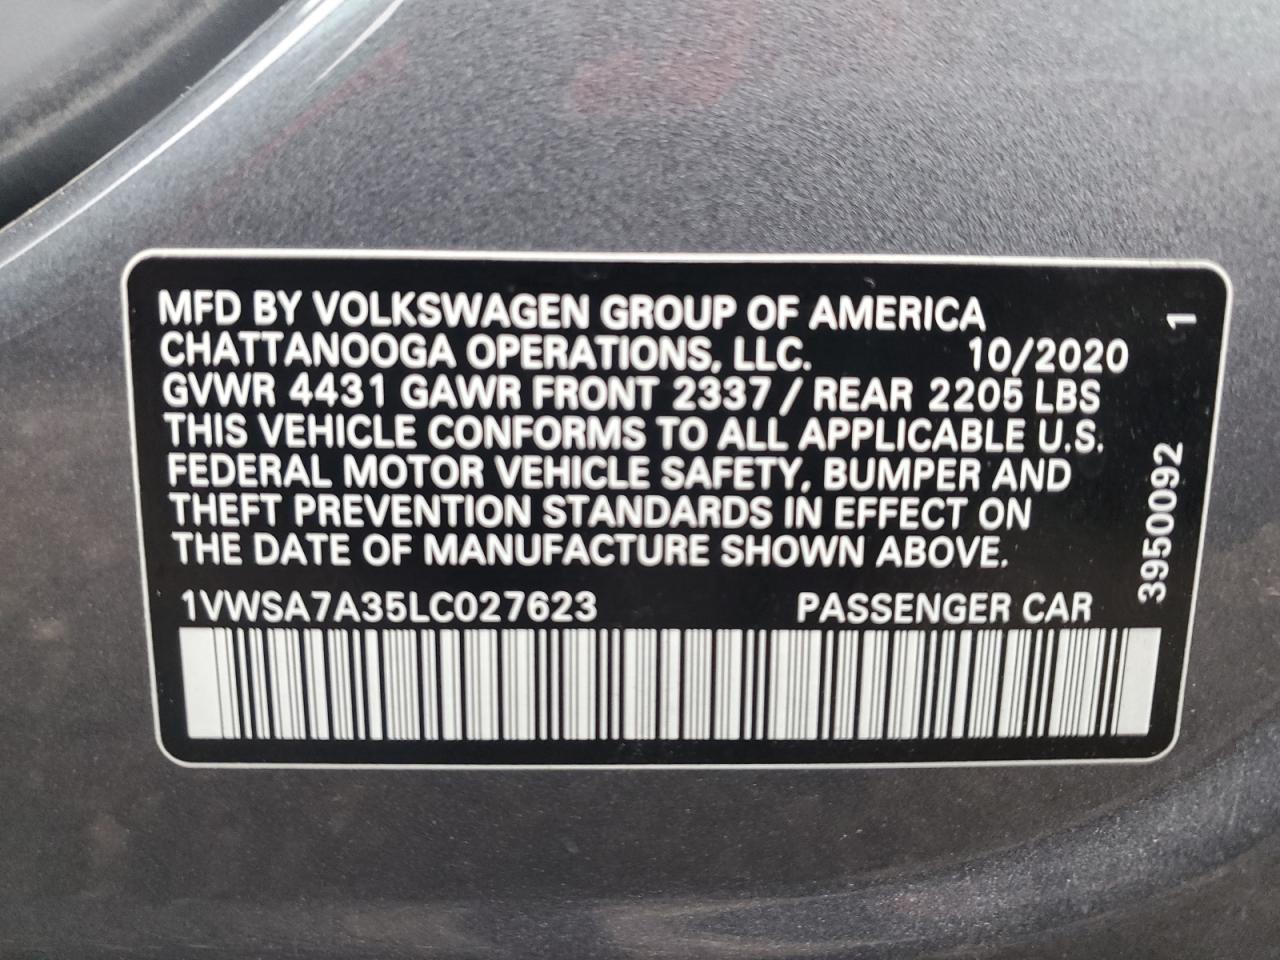 MFD BY VOLKSWAGEN GROUP OF AMERICA
CHATTANOOGA OPERATIONS, LLC. 10/2020
GVWR 4431 GAWR FRONT 2337 / REAR 2205 LBS
THIS VEHICLE CONFORMS TO ALL APPLICABLE U.S.
FEDERAL MOTOR VEHICLE SAFETY, BUMPER AND
THEFT PREVENTION STANDARDS IN EFFECT ON
THE DATE OF MANUFACTURE SHOWN ABOVE.
1VWSA7A35LC027623 PASSENGER CAR
3950092 1